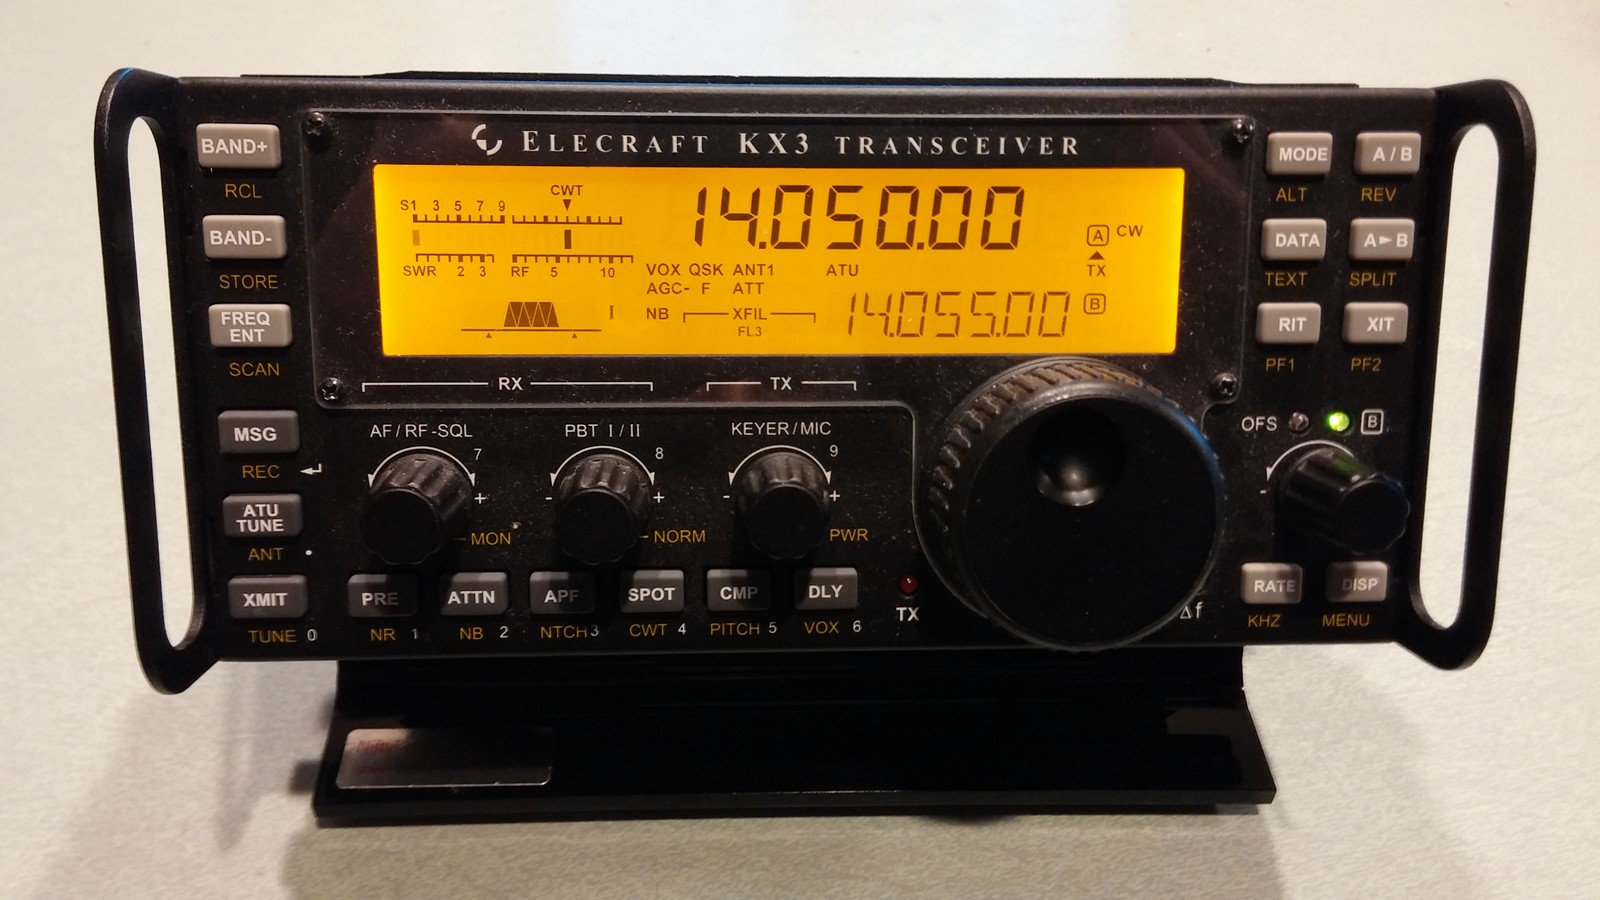 ELECRAFT KX3 TRANSCEIVER
BAND+
RCL
BAND-
STORE
FREQ
ENT
SCAN
MSG
REC
ATU
TUNE
ANT
XMIT
TUNE 0
CWT
S1 3 5 7 9
SWR 2 3 RF 5 10
14.050.00
A CW
TX
VOX QSK ANT1 ATU
AGC- F ATT
NB XFIL
FL3
14.055.00 B
MODE A / B
ALT REV
DATA A►B
TEXT SPLIT
RIT XIT
PF1 PF2
OFS B
-
RX TX
AF / RF -SQL PBT I / II KEYER / MIC
7 8 9
- + - + - +
MON NORM PWR
PRE ATTN APF SPOT CMP DLY
NR 1 NB 2 NTCH 3 CWT 4 PITCH 5 VOX 6
TX
Δf
RATE DISP
KHZ MENU